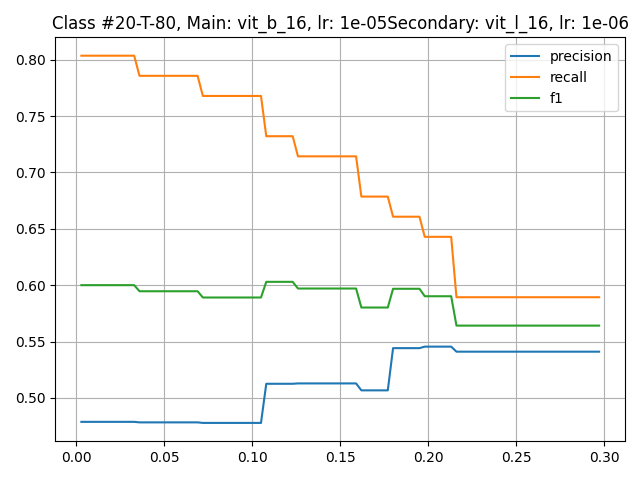 Class #20-T-80, Main: vit_b_16, lr: 1e-05Secondary: vit_l_16, lr: 1e-06
precision
recall
f1
0.80
0.75
0.70
0.65
0.60
0.55
0.50
0.00 0.05 0.10 0.15 0.20 0.25 0.30